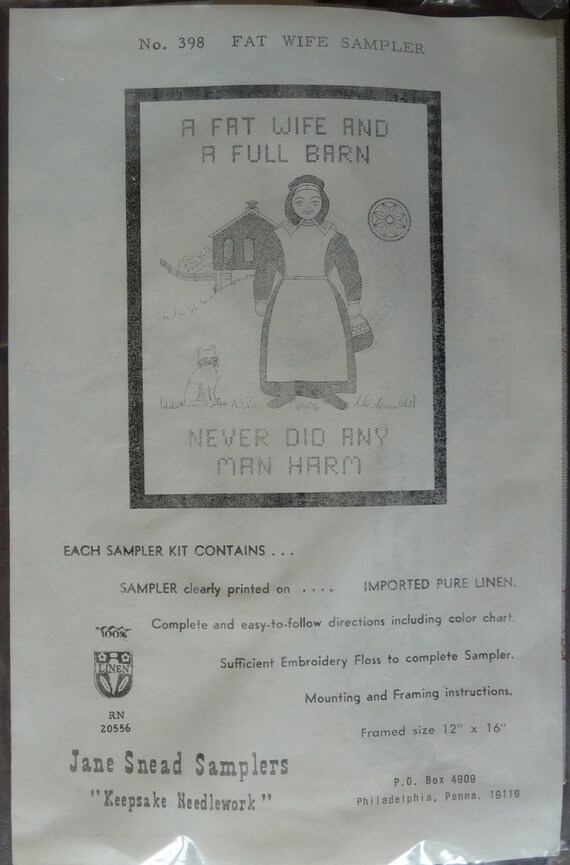 No. 398 FAT WIFE SAMPLER
A FAT WIFE AND
A FULL BARN
NEVER DID ANY
MAN HARM
EACH SAMPLER KIT CONTAINS . . .
SAMPLER clearly printed on . . . . IMPORTED PURE LINEN.
Complete and easy-to-follow directions including color chart.
100%
LINEN
Sufficient Embroidery Floss to complete Sampler.
Mounting and Framing instructions.
RN
20556
Framed size 12" x 16"
Jane Snead Samplers
"Keepsake Needlework"
P.O. Box 4909
Philadelphia, Penna. 19119